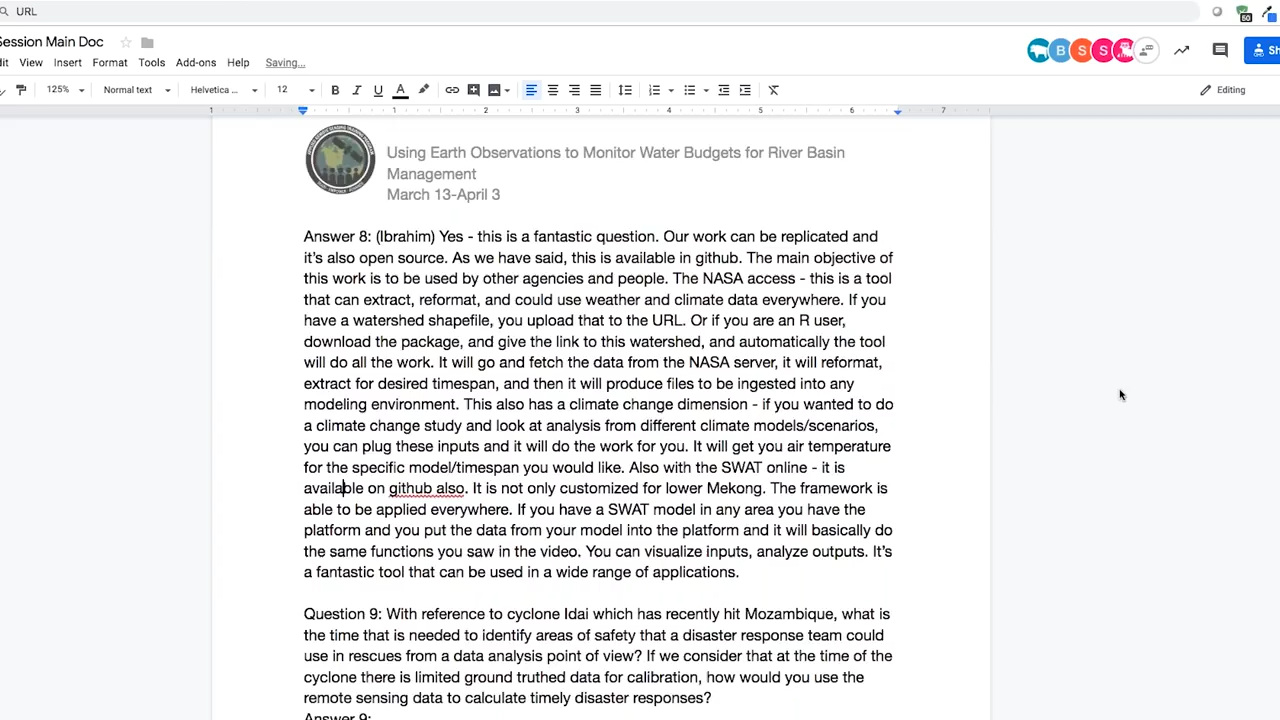 URL
60
Session Main Doc
B S S
Sh
dit View Insert Format Tools Add-ons Help Saving...
125% Normal text Helvetica ... 12 B I U A Editing
1 1 2 3 4 5 6 7
Using Earth Observations to Monitor Water Budgets for River Basin
Management
March 13-April 3
Answer 8: (Ibrahim) Yes - this is a fantastic question. Our work can be replicated and
it's also open source. As we have said, this is available in github. The main objective of
this work is to be used by other agencies and people. The NASA access - this is a tool
that can extract, reformat, and could use weather and climate data everywhere. If you
have a watershed shapefile, you upload that to the URL. Or if you are an R user,
download the package, and give the link to this watershed, and automatically the tool
will do all the work. It will go and fetch the data from the NASA server, it will reformat,
extract for desired timespan, and then it will produce files to be ingested into any
modeling environment. This also has a climate change dimension - if you wanted to do
a climate change study and look at analysis from different climate models/scenarios,
you can plug these inputs and it will do the work for you. It will get you air temperature
for the specific model/timespan you would like. Also with the SWAT online - it is
available on github also. It is not only customized for lower Mekong. The framework is
able to be applied everywhere. If you have a SWAT model in any area you have the
platform and you put the data from your model into the platform and it will basically do
the same functions you saw in the video. You can visualize inputs, analyze outputs. It's
a fantastic tool that can be used in a wide range of applications.
Question 9: With reference to cyclone Idai which has recently hit Mozambique, what is
the time that is needed to identify areas of safety that a disaster response team could
use in rescues from a data analysis point of view? If we consider that at the time of the
cyclone there is limited ground truthed data for calibration, how would you use the
remote sensing data to calculate timely disaster responses?
Answer 9: